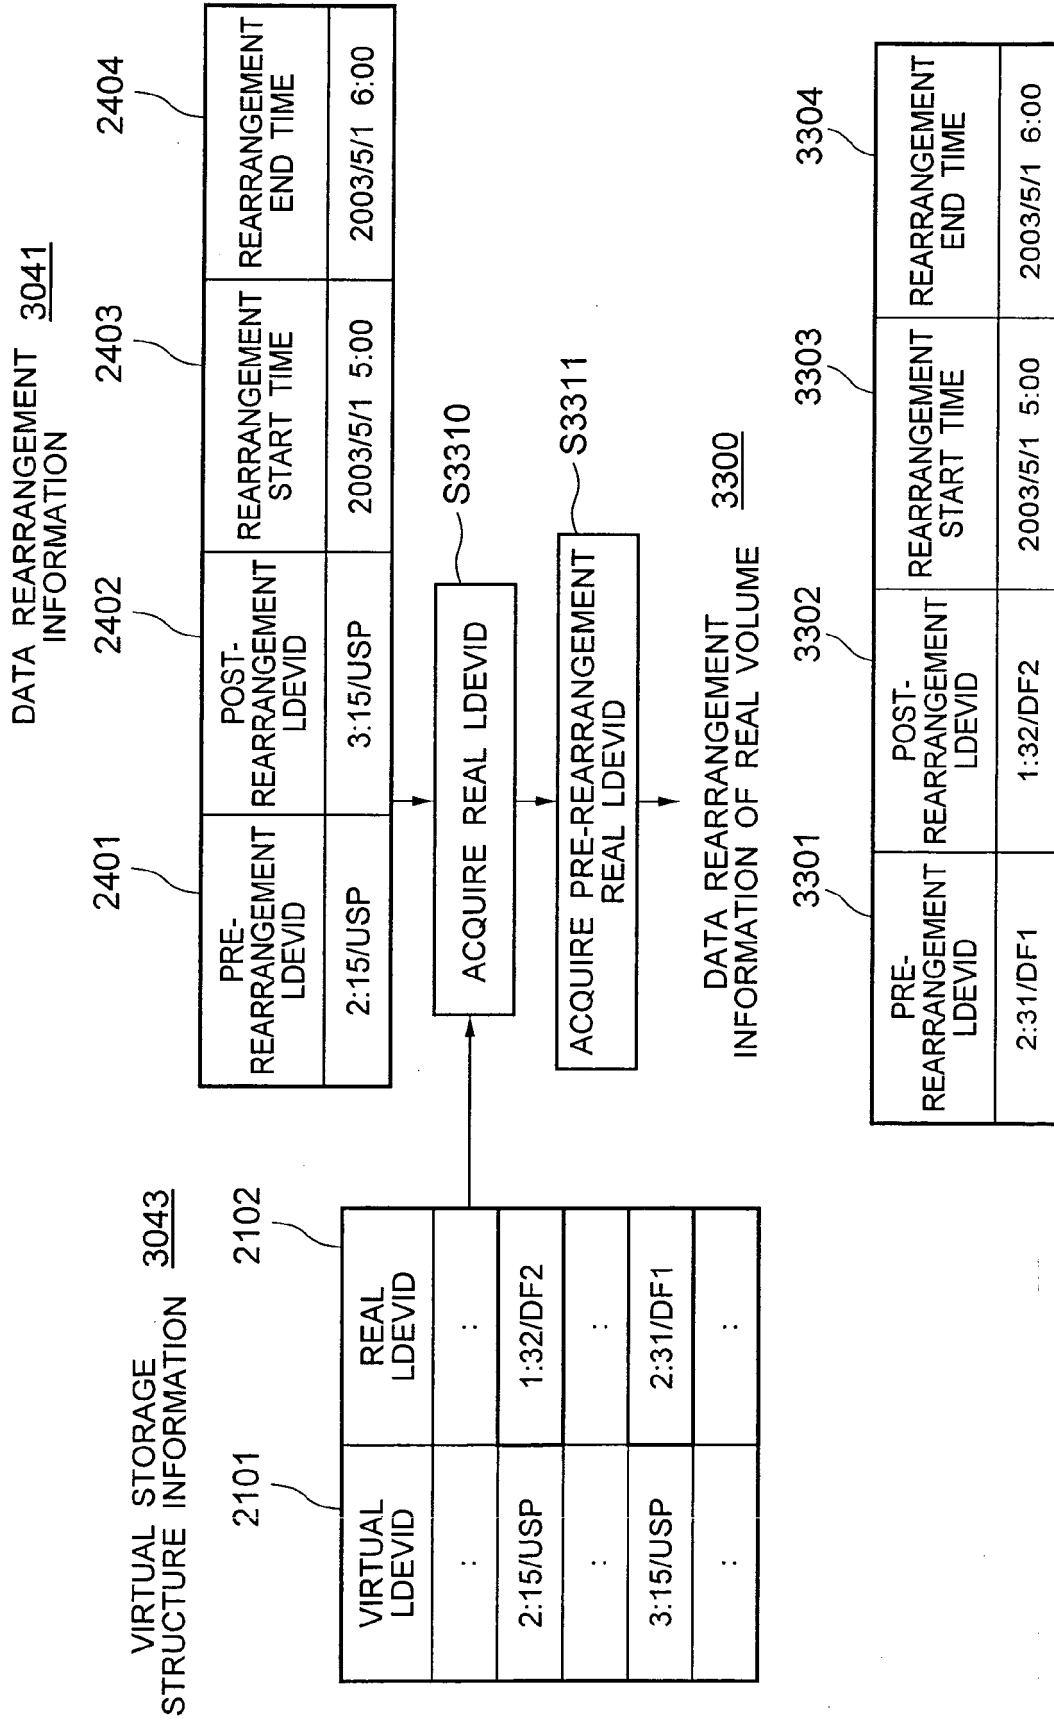 DATA REARRANGEMENT
INFORMATION 3041
2401 2402 2403 2404
PRE-
REARRANGEMENT
LDEVID
POST-
REARRANGEMENT
LDEVID
REARRANGEMENT
START TIME
REARRANGEMENT
END TIME
2:15/USP 3:15/USP 2003/5/1 5:00 2003/5/1 6:00
VIRTUAL STORAGE
STRUCTURE INFORMATION 3043
2101 2102
VIRTUAL
LDEVID
REAL
LDEVID
: :
2:15/USP 1:32/DF2
: :
3:15/USP 2:31/DF1
: :
ACQUIRE REAL LDEVID
S3310
ACQUIRE PRE-REARRANGEMENT
REAL LDEVID
S3311
DATA REARRANGEMENT
INFORMATION OF REAL VOLUME 3300
3301 3302 3303 3304
PRE-
REARRANGEMENT
LDEVID
POST-
REARRANGEMENT
LDEVID
REARRANGEMENT
START TIME
REARRANGEMENT
END TIME
2:31/DF1 1:32/DF2 2003/5/1 5:00 2003/5/1 6:00